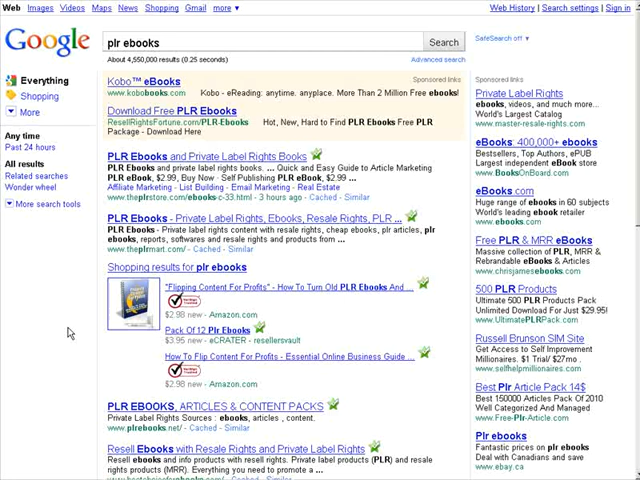 Web Images Videos Maps News Shopping Gmail more ▼
Web History | Search settings | Sign in
Google
plr ebooks
Search
SafeSearch off ▼
About 4,550,000 results (0.25 seconds)
Advanced search
Everything
Shopping
More
Any time
Past 24 hours
All results
Related searches
Wonder wheel
More search tools
Kobo™ eBooks
Sponsored links
www.kobobooks.com Kobo - eReading: anytime. anyplace. More Than 2 Million Free ebooks!
Download Free PLR Ebooks
ResellRightsFortune.com/PLR-Ebooks Hot, New, Hard to Find PLR Ebooks Free PLR
Package - Download Here
PLR Ebooks and Private Label Rights Books
PLR Ebooks and private label rights books. ... Quick and Easy Guide to Article Marketing
PLR eBook, $2.99, Buy Now · Self Publishing PLR eBook, $2.99 ...
Affiliate Marketing - List Building - Email Marketing - Real Estate
www.theplrstore.com/ebooks-c-33.html - 3 hours ago - Cached - Similar
PLR Ebooks - Private Label Rights, Ebooks, Resale Rights, PLR ...
PLR Ebooks - Private label rights content with resale rights, cheap ebooks, plr articles, plr
ebooks, reports, softwares and resale rights and products from ...
www.theplrmart.com/ - Cached - Similar
Shopping results for plr ebooks
"Flipping Content For Profits" - How To Turn Old PLR Ebooks And ...
$2.98 new - Amazon.com
Pack Of 12 Plr Ebooks
$3.95 new - eCRATER - resellersvault
How To Flip Content For Profits - Essential Online Business Guide ...
$2.98 new - Amazon.com
PLR EBOOKS, ARTICLES & CONTENT PACKS
Private Label Rights Sources : ebooks, articles , content.
www.plrebooks.net/ - Cached - Similar
Resell Ebooks with Resale Rights and Private Label Rights
Resell ebooks and info products with resell rights. Private label products (PLR) and resale
rights products (MRR). Everything you need to promote a ...
Sponsored links
Private Label Rights
ebooks, videos, and much more...
World's Largest Catalog
www.master-resale-rights.com
eBooks: 400,000+ ebooks
Bestsellers, Top Authors, ePUB
Largest independent eBook store
www.BooksOnBoard.com
eBooks.com
Huge range of ebooks in 60 subjects
World's leading ebook retailer
www.ebooks.com
Free PLR & MRR eBooks
Massive collection of PLR, MRR &
Rebrandable eBooks & Articles
www.chrisjamesebooks.com
500 PLR Products
Ultimate 500 PLR Products Pack
Unlimited Download For Just $29.95!
www.UltimatePLRPack.com
Russell Brunson SIM Site
Get Access to Self Improvement
Millionaires. $1 Trial/ $27mo .
www.selfhelpmillionaires.com
Best Plr Article Pack 14$
Best 150000 Articles Pack Of 2010
Well Categorized And Managed
www.Free-Plr-Article.com
Plr ebooks
Fantastic prices on plr ebooks
Deal with Canadians and save
www.ebay.ca